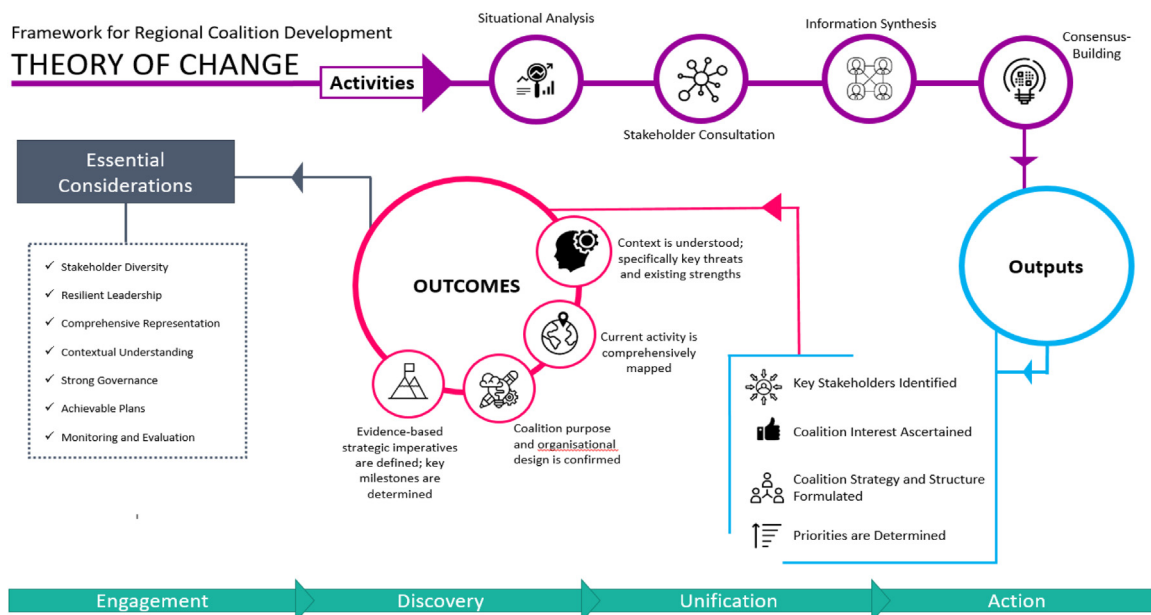 Framework for Regional Coalition Development
THEORY OF CHANGE
Activities
Situational Analysis
Stakeholder Consultation
Information Synthesis
Consensus-
Building
Essential
Considerations
✓ Stakeholder Diversity
✓ Resilient Leadership
✓ Comprehensive Representation
✓ Contextual Understanding
✓ Strong Governance
✓ Achievable Plans
✓ Monitoring and Evaluation
OUTCOMES
Context is understood;
specifically key threats
and existing strengths
Current activity is
comprehensively
mapped
Coalition purpose
and organisational
design is confirmed
Evidence-based
strategic imperatives
are defined; key
milestones are
determined
Outputs
Key Stakeholders Identified
Coalition Interest Ascertained
Coalition Strategy and Structure
Formulated
Priorities are Determined
Engagement
Discovery
Unification
Action